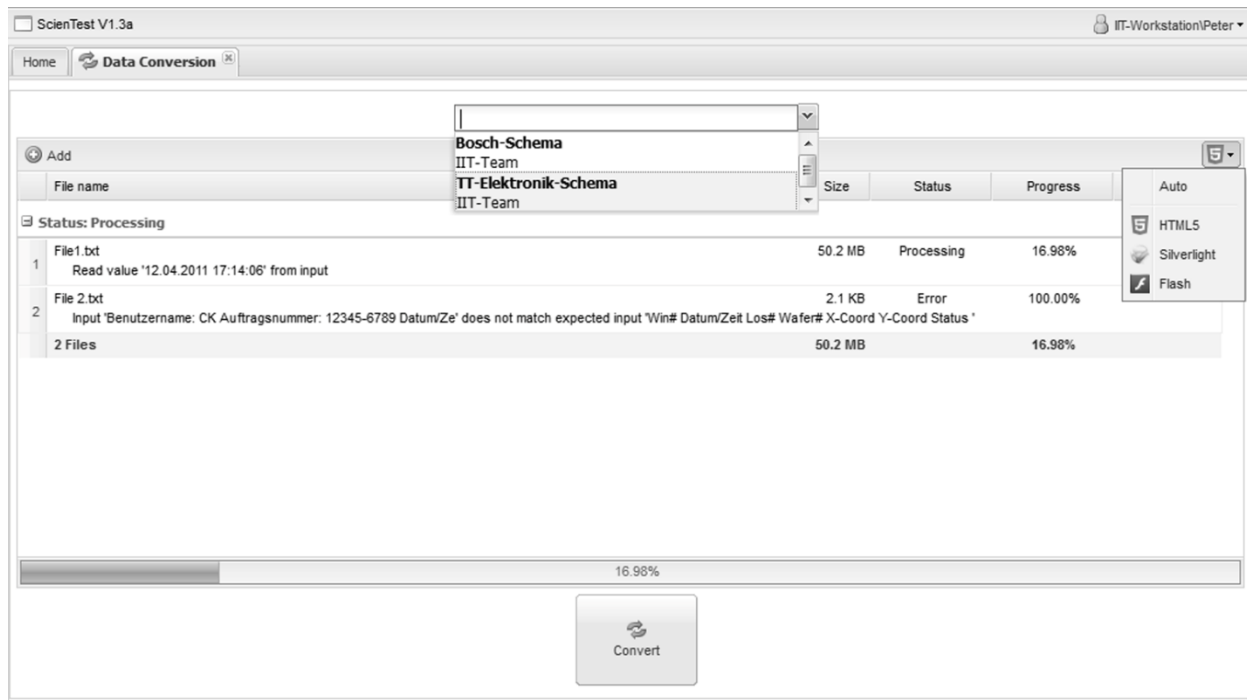 ScienTest V1.3a
IIT-Workstation\Peter
Home
Data Conversion
Bosch-Schema
IIT-Team
TT-Elektronik-Schema
IIT-Team
Add
File name Size Status Progress
Auto
HTML5
Silverlight
Flash
Status: Processing
1 File1.txt 50.2 MB Processing 16.98%
Read value '12.04.2011 17:14:06' from input
2 File 2.txt 2.1 KB Error 100.00%
Input 'Benutzername: CK Auftragsnummer: 12345-6789 Datum/Ze' does not match expected input 'Win# Datum/Zeit Los# Wafer# X-Coord Y-Coord Status '
2 Files 50.2 MB 16.98%
16.98%
Convert